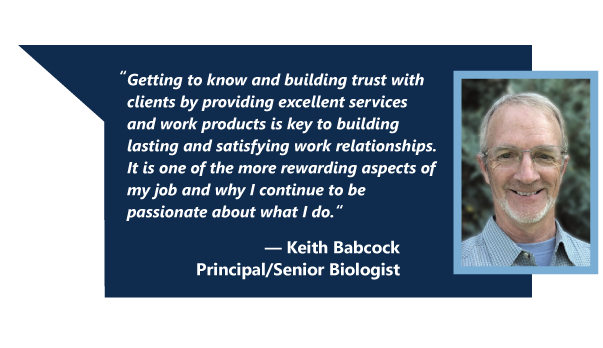 “Getting to know and building trust with
clients by providing excellent services
and work products is key to building
lasting and satisfying work relationships.
It is one of the more rewarding aspects of
my job and why I continue to be
passionate about what I do.“
— Keith Babcock
Principal/Senior Biologist